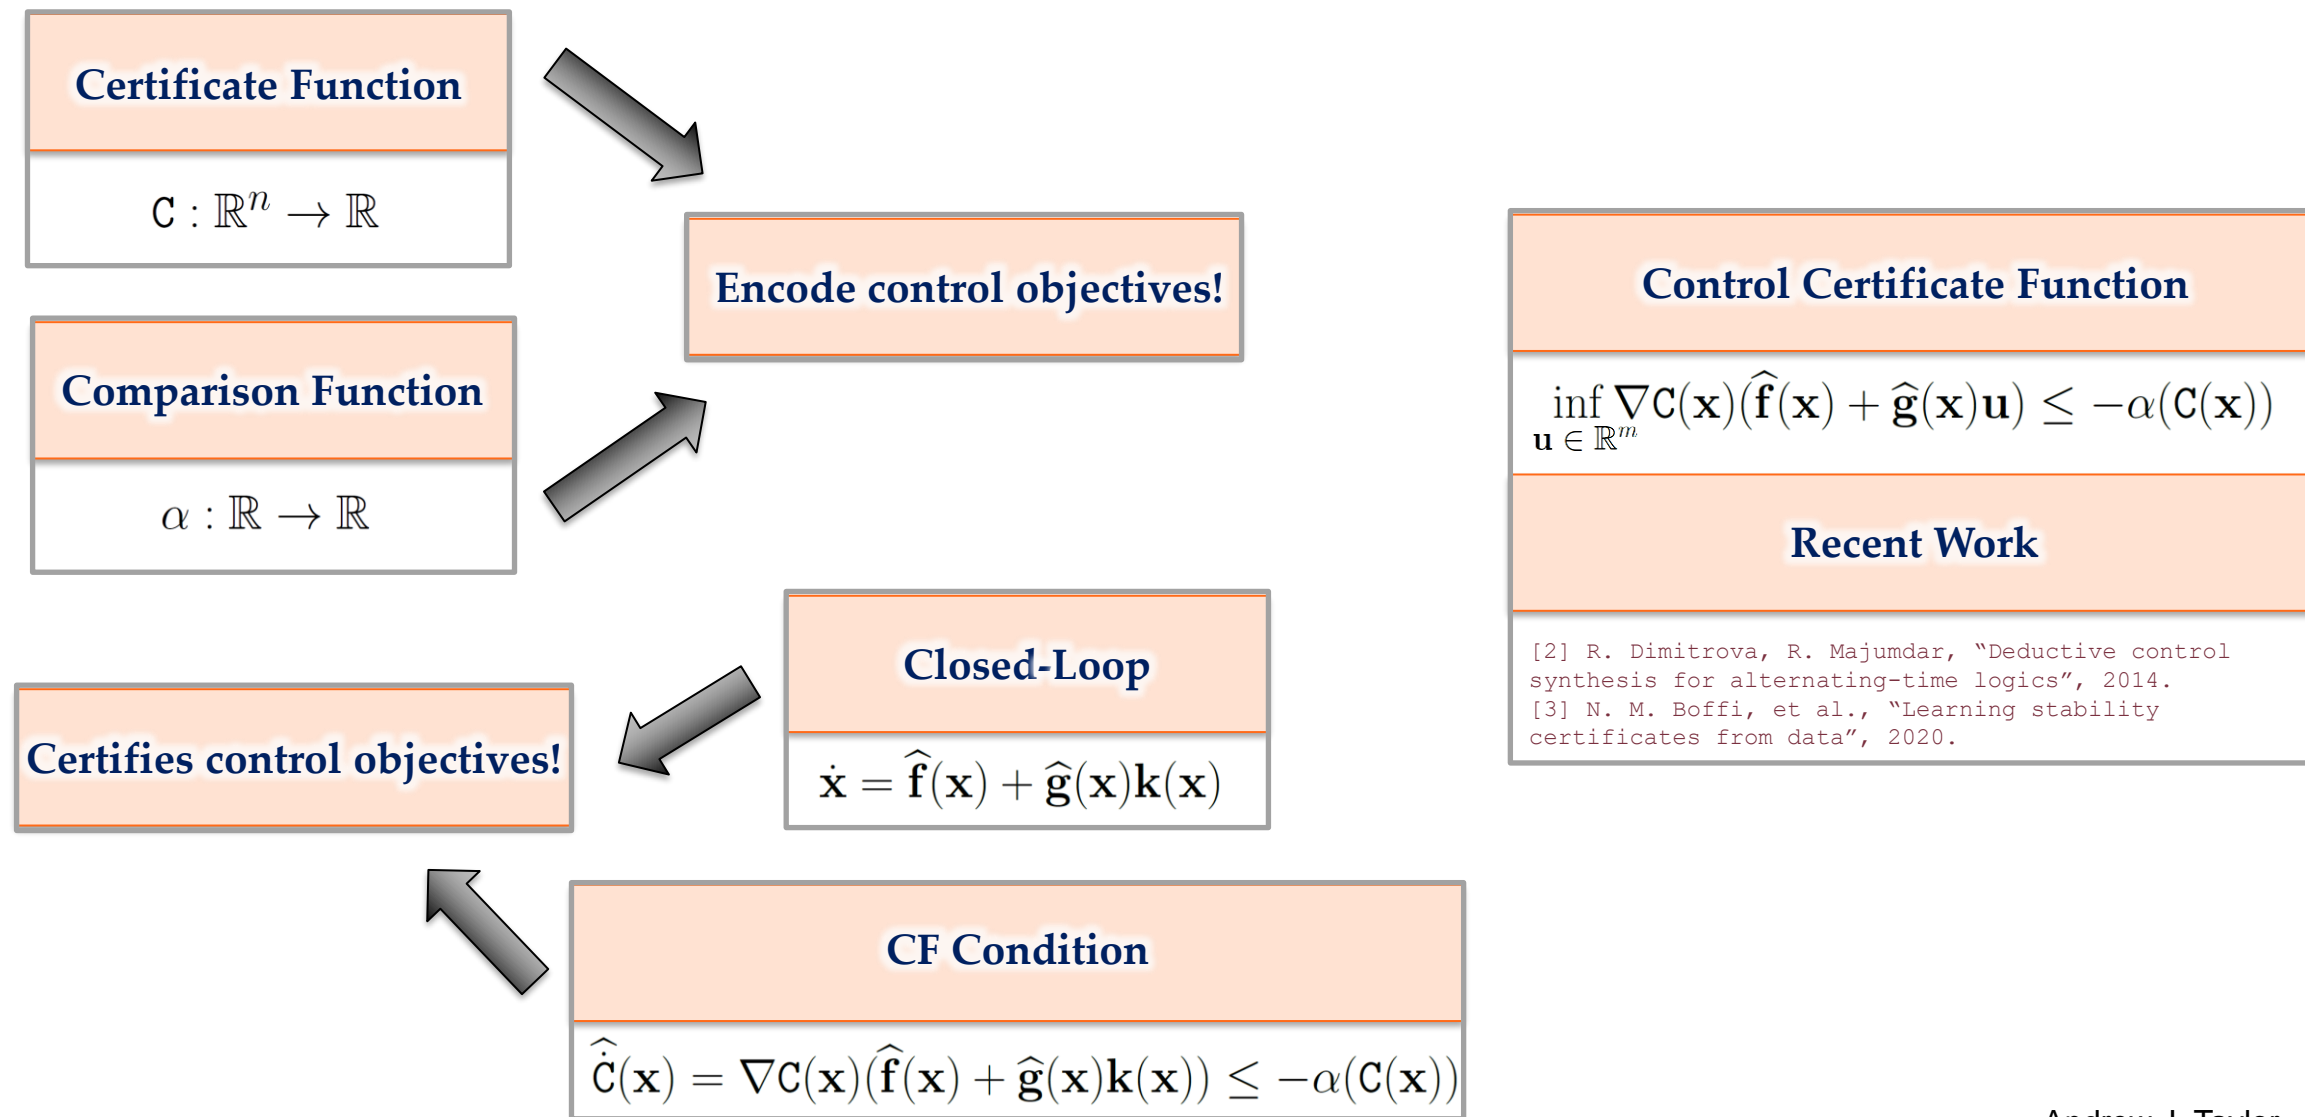 Certificate Function
C : ℝⁿ → ℝ
Comparison Function
α : ℝ → ℝ
Encode control objectives!
Closed-Loop
ẋ = f̂(x) + ĝ(x)k(x)
Certifies control objectives!
CF Condition
\widehat{Ċ}(x) = ∇C(x)(f̂(x) + ĝ(x)k(x)) ≤ −α(C(x))
Control Certificate Function
inf ∇C(x)(f̂(x) + ĝ(x)u) ≤ −α(C(x))
u ∈ ℝᵐ
Recent Work
[2] R. Dimitrova, R. Majumdar, “Deductive control
synthesis for alternating-time logics”, 2014.
[3] N. M. Boffi, et al., “Learning stability
certificates from data”, 2020.